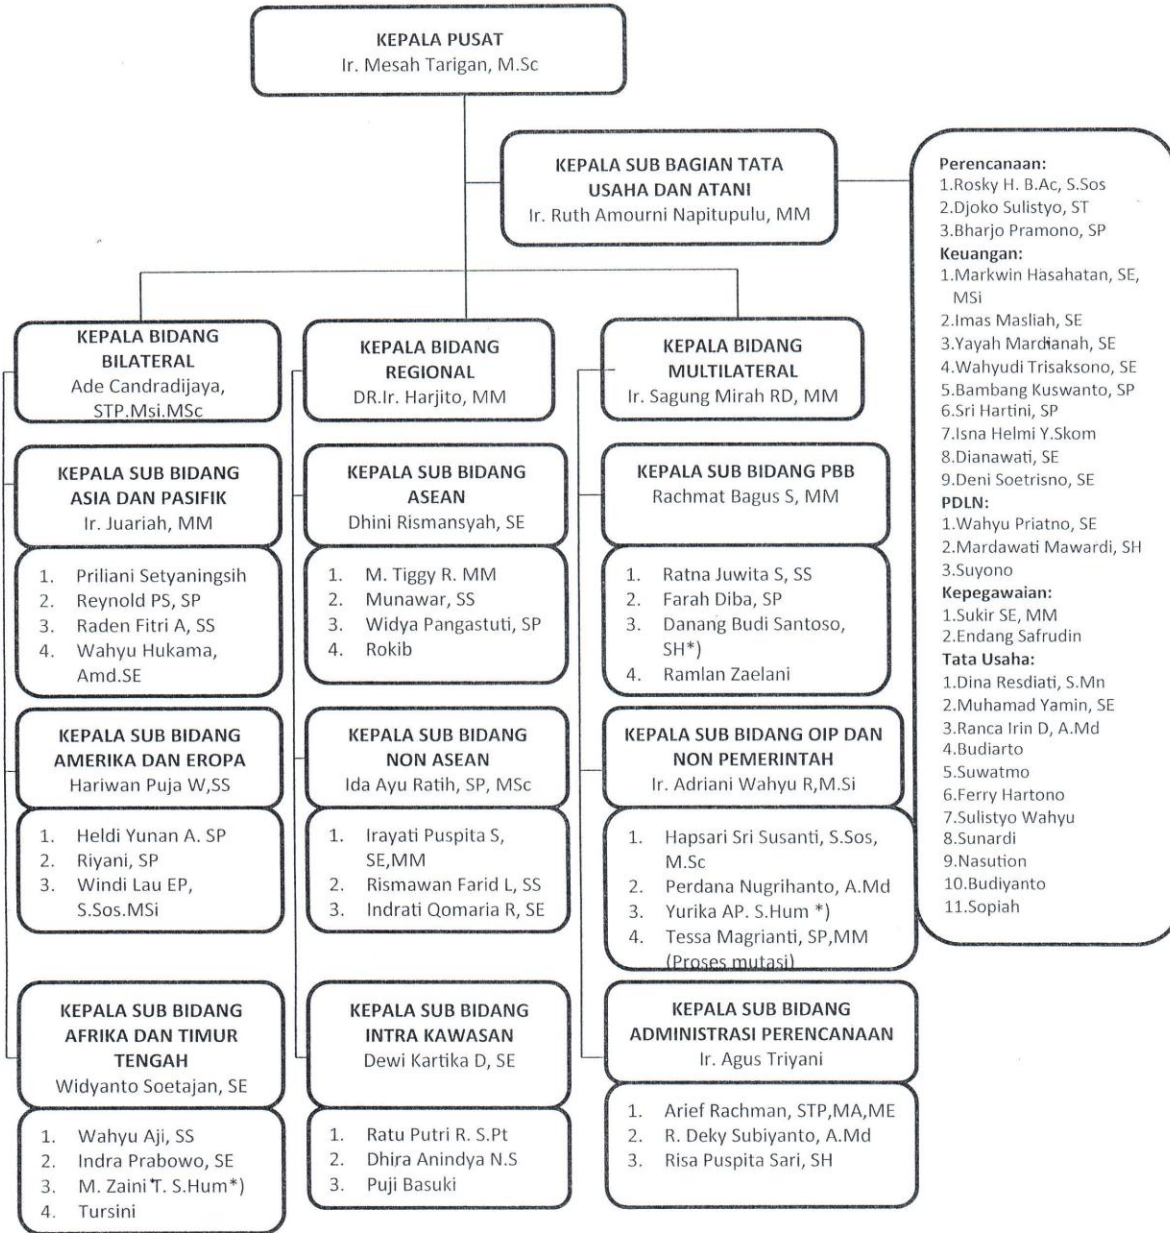 KEPALA PUSAT
Ir. Mesah Tarigan, M.Sc
KEPALA SUB BAGIAN TATA
USAHA DAN ATANI
Ir. Ruth Amourni Napitupulu, MM
Perencanaan:
1.Rosky H. B.Ac, S.Sos
2.Djoko Sulistyo, ST
3.Bharjo Pramono, SP
Keuangan:
1.Markwin Hasahatan, SE,
MSi
2.Imas Masliah, SE
3.Yayah Mardianah, SE
4.Wahyudi Trisaksono, SE
5.Bambang Kuswanto, SP
6.Sri Hartini, SP
7.Isna Helmi Y.Skom
8.Dianawati, SE
9.Deni Soetrisno, SE
PDLN:
1.Wahyu Priatno, SE
2.Mardawati Mawardi, SH
3.Suyono
Kepegawaian:
1.Sukir SE, MM
2.Endang Safrudin
Tata Usaha:
1.Dina Resdiati, S.Mn
2.Muhamad Yamin, SE
3.Ranca Irin D, A.Md
4.Budiarto
5.Suwatmo
6.Ferry Hartono
7.Sulistyo Wahyu
8.Sunardi
9.Nasution
10.Budiyanto
11.Sopiah
KEPALA BIDANG
BILATERAL
Ade Candradijaya,
STP.Msi.MSc
KEPALA SUB BIDANG
ASIA DAN PASIFIK
Ir. Juariah, MM
1. Priliani Setyaningsih
2. Reynold PS, SP
3. Raden Fitri A, SS
4. Wahyu Hukama,
Amd.SE
KEPALA SUB BIDANG
AMERIKA DAN EROPA
Hariwan Puja W,SS
1. Heldi Yunan A. SP
2. Riyani, SP
3. Windi Lau EP,
S.Sos.MSi
KEPALA SUB BIDANG
AFRIKA DAN TIMUR
TENGAH
Widyanto Soetajan, SE
1. Wahyu Aji, SS
2. Indra Prabowo, SE
3. M. Zaini T. S.Hum*)
4. Tursini
KEPALA BIDANG
REGIONAL
DR.Ir. Harjito, MM
KEPALA SUB BIDANG
ASEAN
Dhini Rismansyah, SE
1. M. Tiggy R. MM
2. Munawar, SS
3. Widya Pangastuti, SP
4. Rokib
KEPALA SUB BIDANG
NON ASEAN
Ida Ayu Ratih, SP, MSc
1. Irayati Puspita S,
SE,MM
2. Rismawan Farid L, SS
3. Indrati Qomaria R, SE
KEPALA SUB BIDANG
INTRA KAWASAN
Dewi Kartika D, SE
1. Ratu Putri R. S.Pt
2. Dhira Anindya N.S
3. Puji Basuki
KEPALA BIDANG
MULTILATERAL
Ir. Sagung Mirah RD, MM
KEPALA SUB BIDANG PBB
Rachmat Bagus S, MM
1. Ratna Juwita S, SS
2. Farah Diba, SP
3. Danang Budi Santoso,
SH*)
4. Ramlan Zaelani
KEPALA SUB BIDANG OIP DAN
NON PEMERINTAH
Ir. Adriani Wahyu R,M.Si
1. Hapsari Sri Susanti, S.Sos,
M.Sc
2. Perdana Nugrihanto, A.Md
3. Yurika AP. S.Hum *)
4. Tessa Magrianti, SP,MM
(Proses mutasi)
KEPALA SUB BIDANG
ADMINISTRASI PERENCANAAN
Ir. Agus Triyani
1. Arief Rachman, STP,MA,ME
2. R. Deky Subiyanto, A.Md
3. Risa Puspita Sari, SH